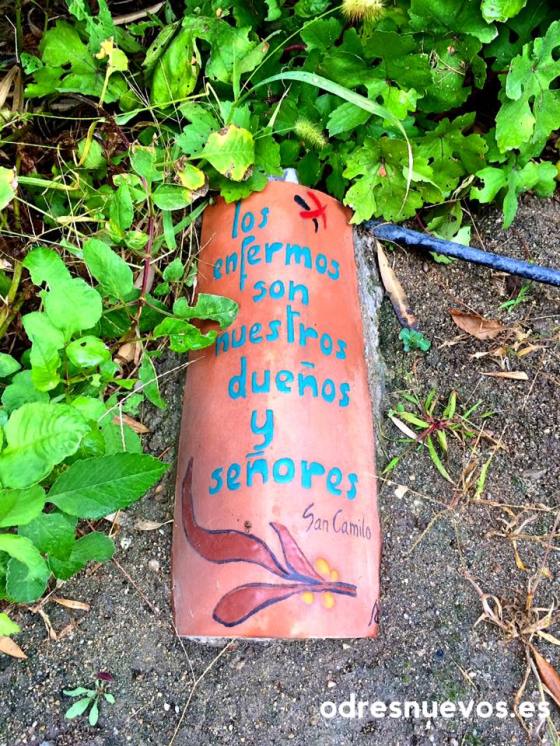 los
enfermos
son
nuestros
dueños
y
señores
San Camilo
odresnuevos.es